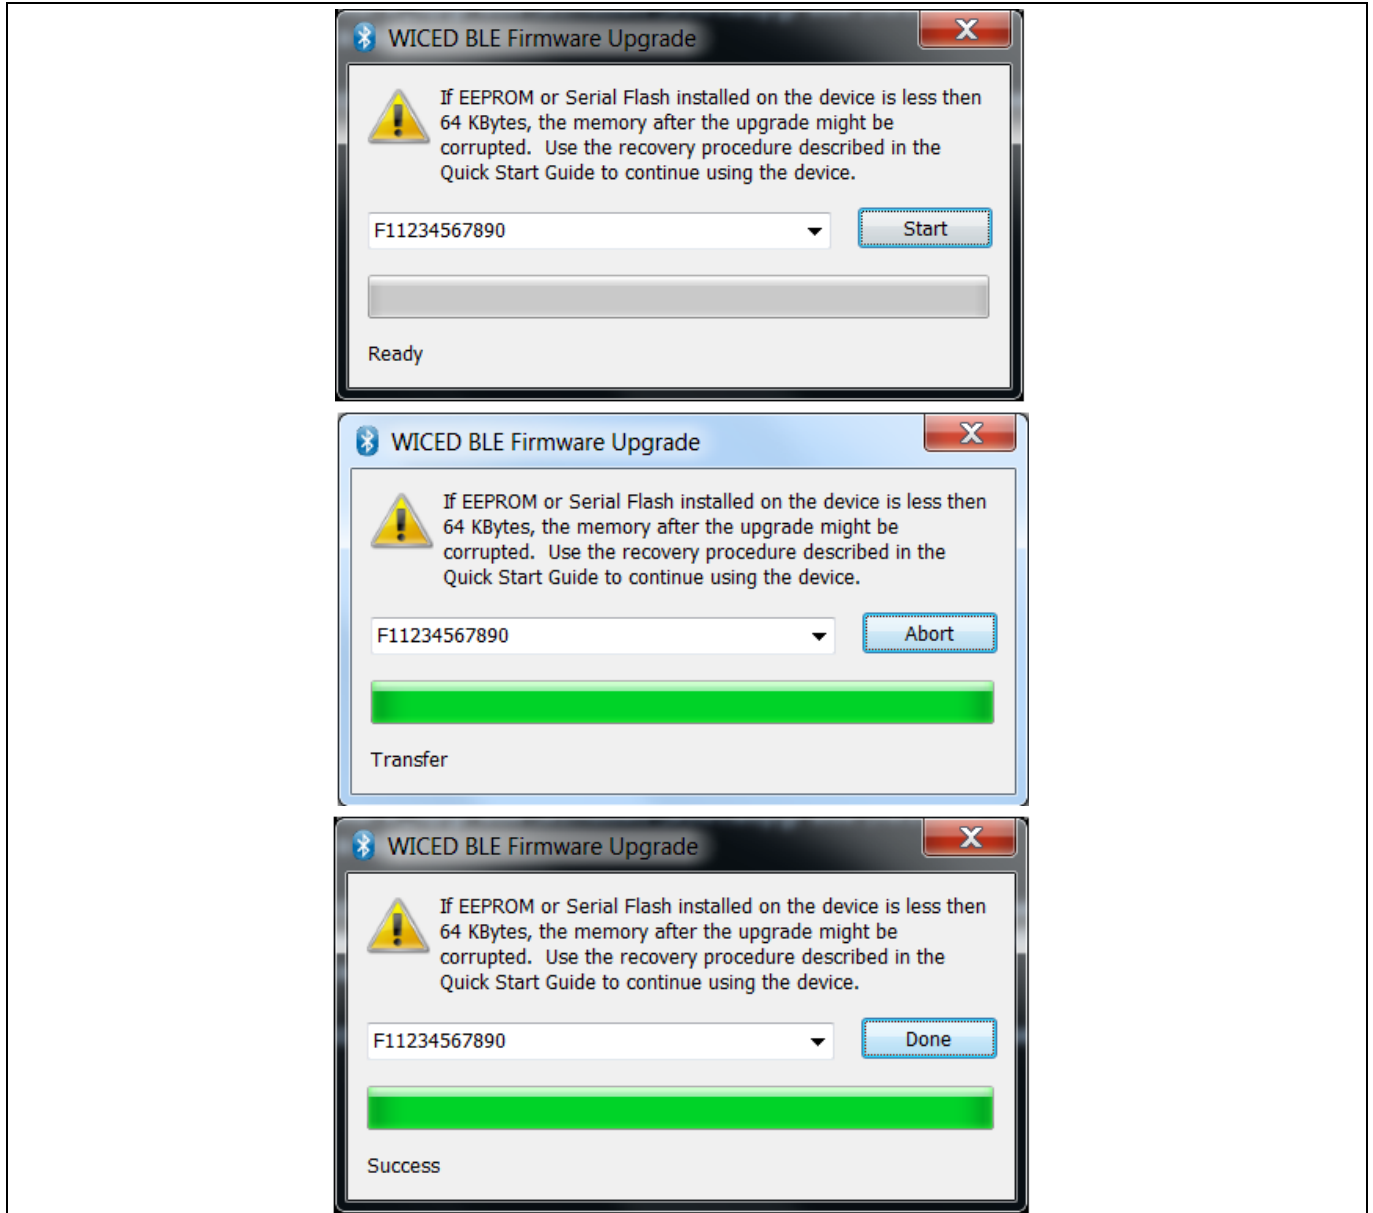 WICED BLE Firmware Upgrade
If EEPROM or Serial Flash installed on the device is less then
64 KBytes, the memory after the upgrade might be
corrupted.  Use the recovery procedure described in the
Quick Start Guide to continue using the device.
F11234567890
Start
Ready
WICED BLE Firmware Upgrade
If EEPROM or Serial Flash installed on the device is less then
64 KBytes, the memory after the upgrade might be
corrupted.  Use the recovery procedure described in the
Quick Start Guide to continue using the device.
F11234567890
Abort
Transfer
WICED BLE Firmware Upgrade
If EEPROM or Serial Flash installed on the device is less then
64 KBytes, the memory after the upgrade might be
corrupted.  Use the recovery procedure described in the
Quick Start Guide to continue using the device.
F11234567890
Done
Success